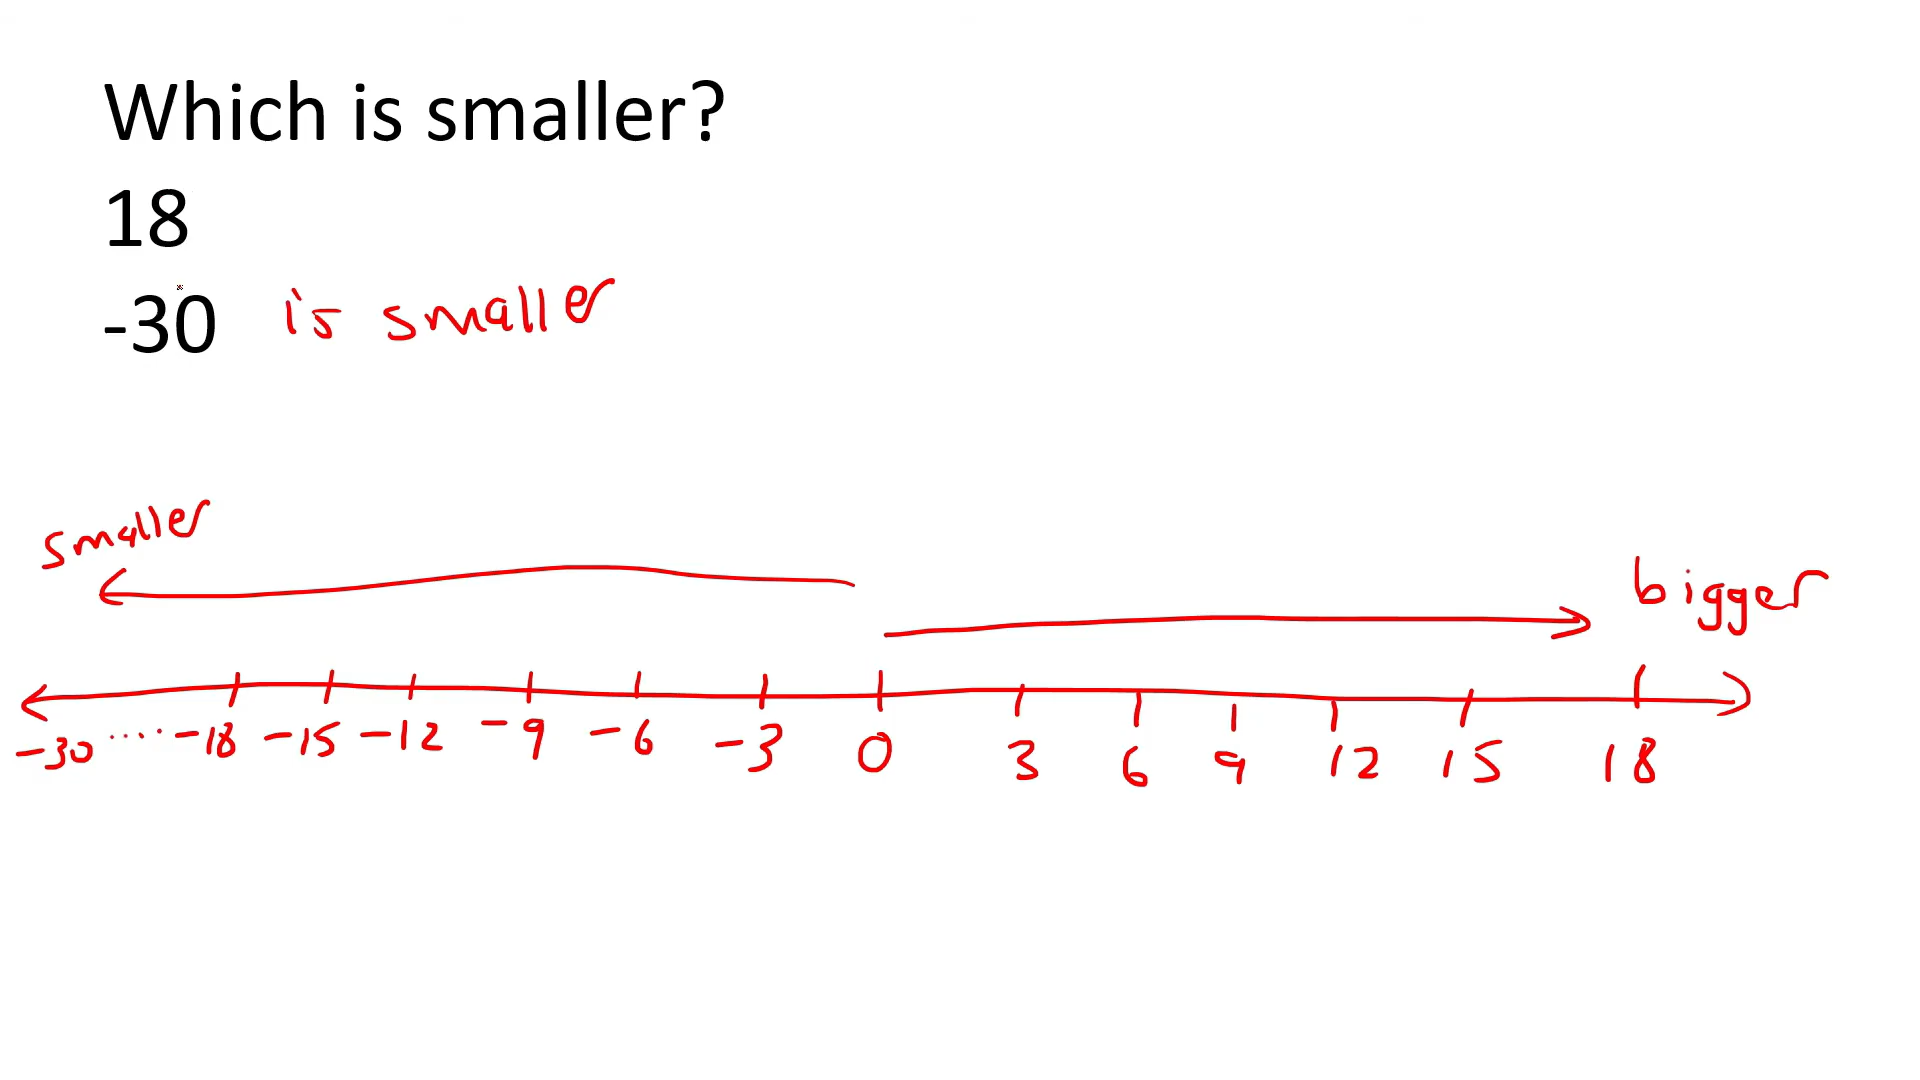 Which is smaller?
18
-30 is smaller
smaller
bigger
-30 ····· -18 -15 -12 -9 -6 -3 0 3 6 9 12 15 18